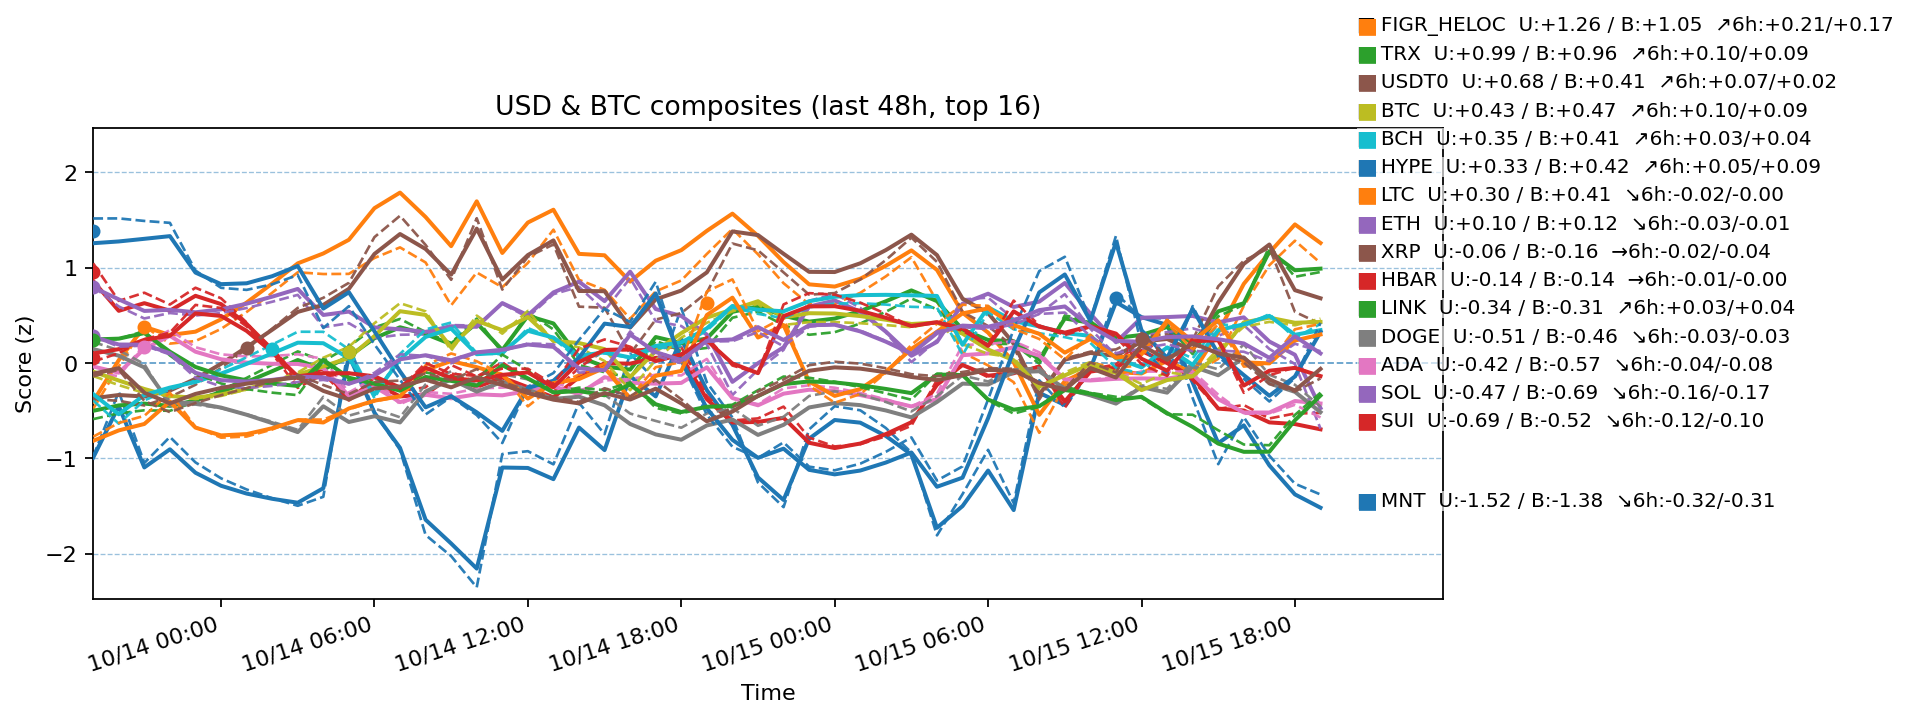 FIGR_HELOC U:+1.26 / B:+1.05 ↗6h:+0.21/+0.17
TRX U:+0.99 / B:+0.96 ↗6h:+0.10/+0.09
USDT0 U:+0.68 / B:+0.41 ↗6h:+0.07/+0.02
USD & BTC composites (last 48h, top 16)
BTC U:+0.43 / B:+0.47 ↗6h:+0.10/+0.09
BCH U:+0.35 / B:+0.41 ↗6h:+0.03/+0.04
HYPE U:+0.33 / B:+0.42 ↗6h:+0.05/+0.09
LTC U:+0.30 / B:+0.41 ↘6h:-0.02/-0.00
ETH U:+0.10 / B:+0.12 ↘6h:-0.03/-0.01
XRP U:-0.06 / B:-0.16 →6h:-0.02/-0.04
HBAR U:-0.14 / B:-0.14 →6h:-0.01/-0.00
LINK U:-0.34 / B:-0.31 ↗6h:+0.03/+0.04
DOGE U:-0.51 / B:-0.46 ↘6h:-0.03/-0.03
ADA U:-0.42 / B:-0.57 ↘6h:-0.04/-0.08
SOL U:-0.47 / B:-0.69 ↘6h:-0.16/-0.17
SUI U:-0.69 / B:-0.52 ↘6h:-0.12/-0.10
MNT U:-1.52 / B:-1.38 ↘6h:-0.32/-0.31
Score (z)
2
1
0
−1
−2
10/14 00:00
10/14 06:00
10/14 12:00
10/14 18:00
10/15 00:00
10/15 06:00
10/15 12:00
10/15 18:00
Time